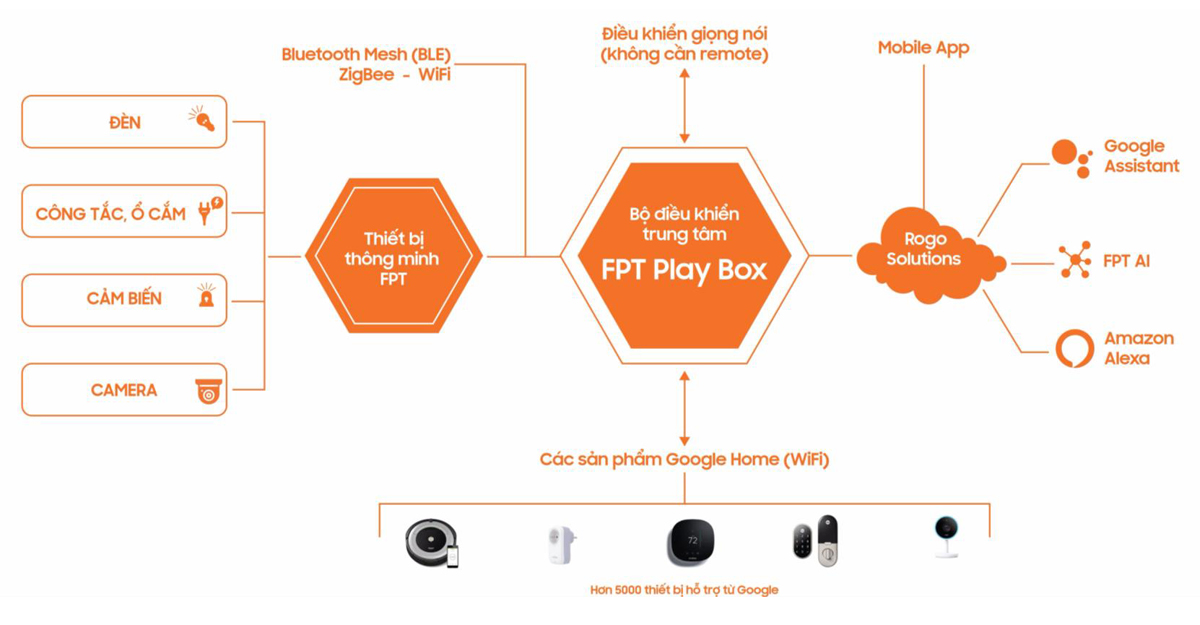 Bluetooth Mesh (BLE)
ZigBee - WiFi
Điều khiển giọng nói
(không cần remote)
Mobile App
ĐÈN
CÔNG TẮC, Ổ CẮM
CẢM BIẾN
CAMERA
Thiết bị
thông minh
FPT
Bộ điều khiển
trung tâm
FPT Play Box
Rogo
Solutions
Google
Assistant
FPT AI
Amazon
Alexa
Các sản phẩm Google Home (WiFi)
72
Hơn 5000 thiết bị hỗ trợ từ Google